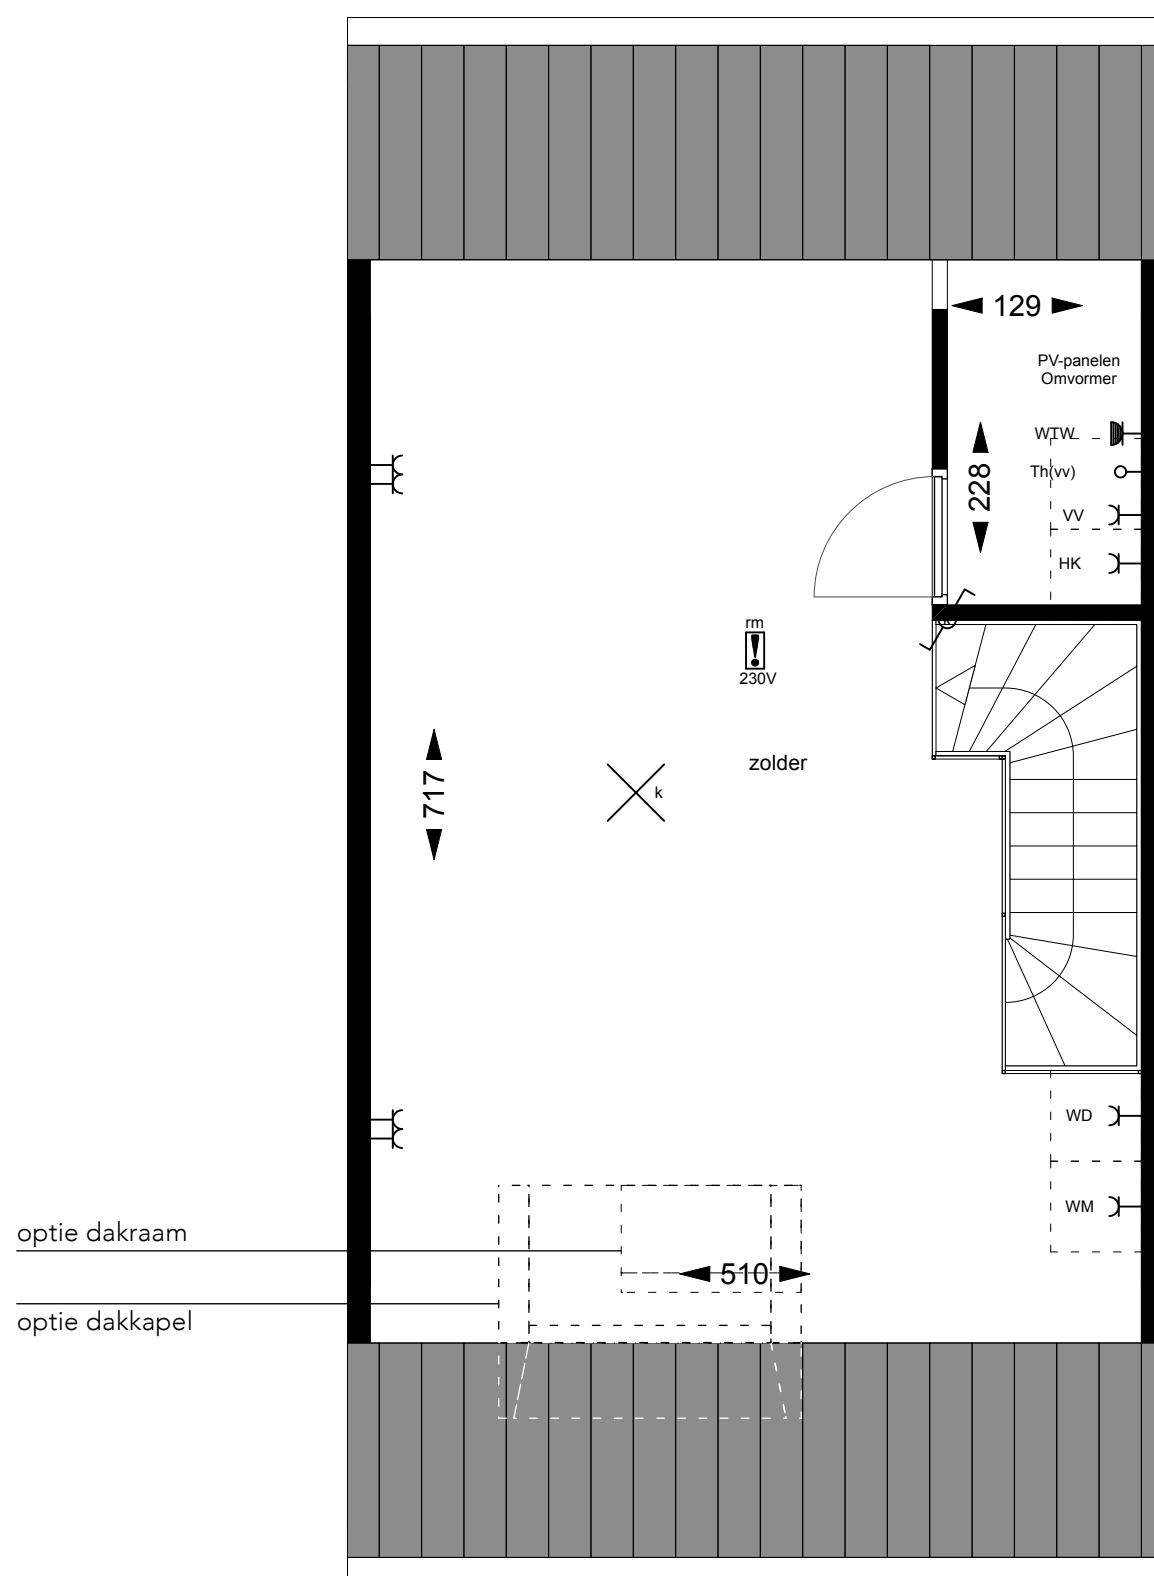 129
PV-panelen
Omvormer
WTW
Th(vv)
228
VV
HK
rm
230V
zolder
717
k
WD
WM
optie dakraam
510
optie dakkapel